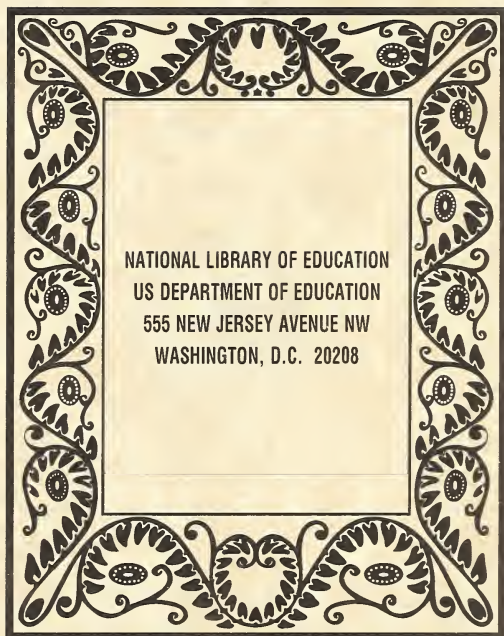 NATIONAL LIBRARY OF EDUCATION
US DEPARTMENT OF EDUCATION
555 NEW JERSEY AVENUE NW
WASHINGTON, D.C. 20208